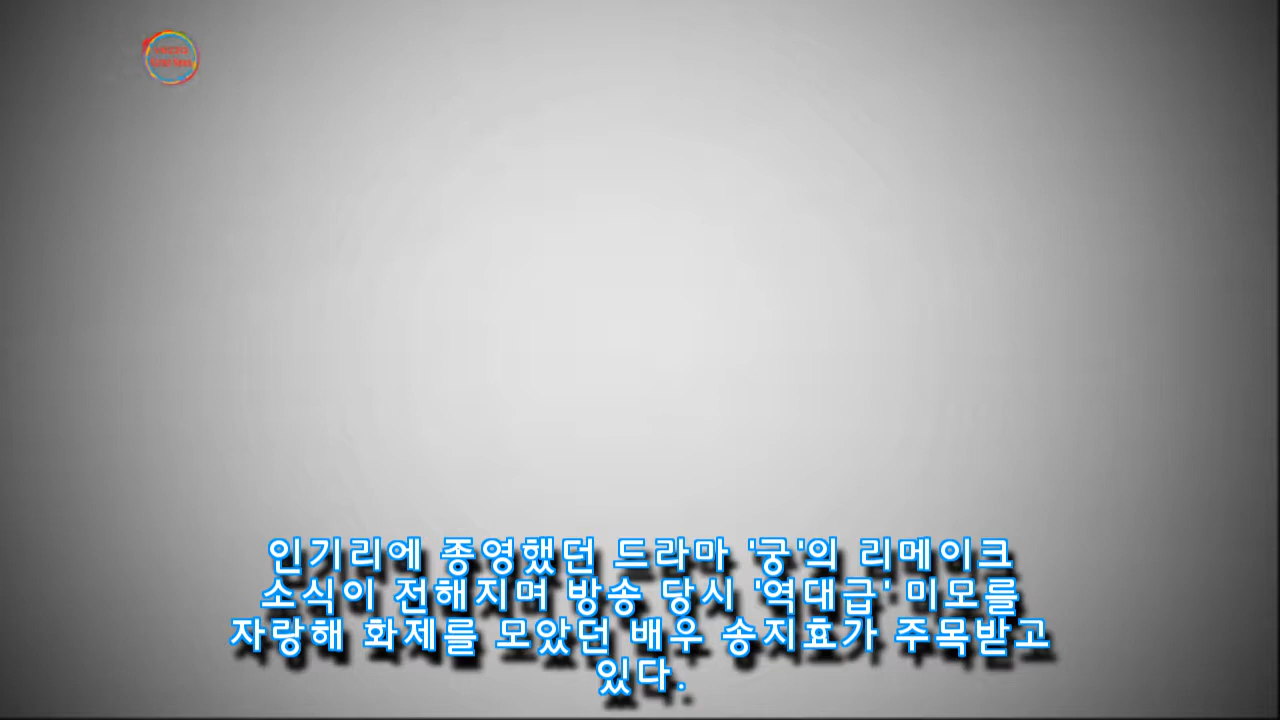 인기리에 종영했던 드라마 '궁'의 리메이크
소식이 전해지며 방송 당시 '역대급' 미모를
자랑해 화제를 모았던 배우 송지효가 주목받고
있다.